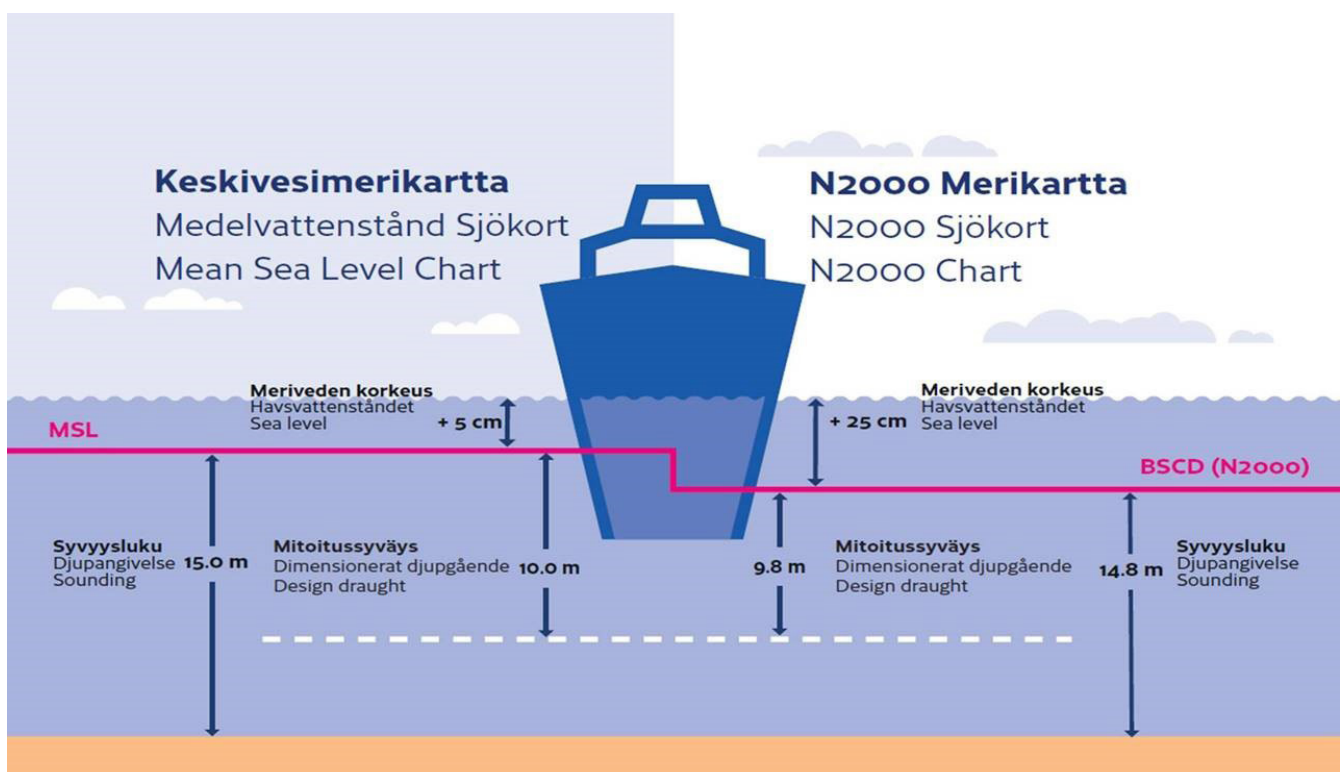 Keskivesimerikartta
Medelvattenstånd Sjökort
Mean Sea Level Chart
N2000 Merikartta
N2000 Sjökort
N2000 Chart
Meriveden korkeus
Havsvattenståndet
Sea level
+ 5 cm
Meriveden korkeus
Havsvattenståndet
Sea level
+ 25 cm
MSL
BSCD (N2000)
Syvyysluku
Djupangivelse
Sounding
15.0 m
Mitoitussyväys
Dimensionerat djupgående
Design draught
10.0 m
9.8 m
Mitoitussyväys
Dimensionerat djupgående
Design draught
14.8 m
Syvyysluku
Djupangivelse
Sounding